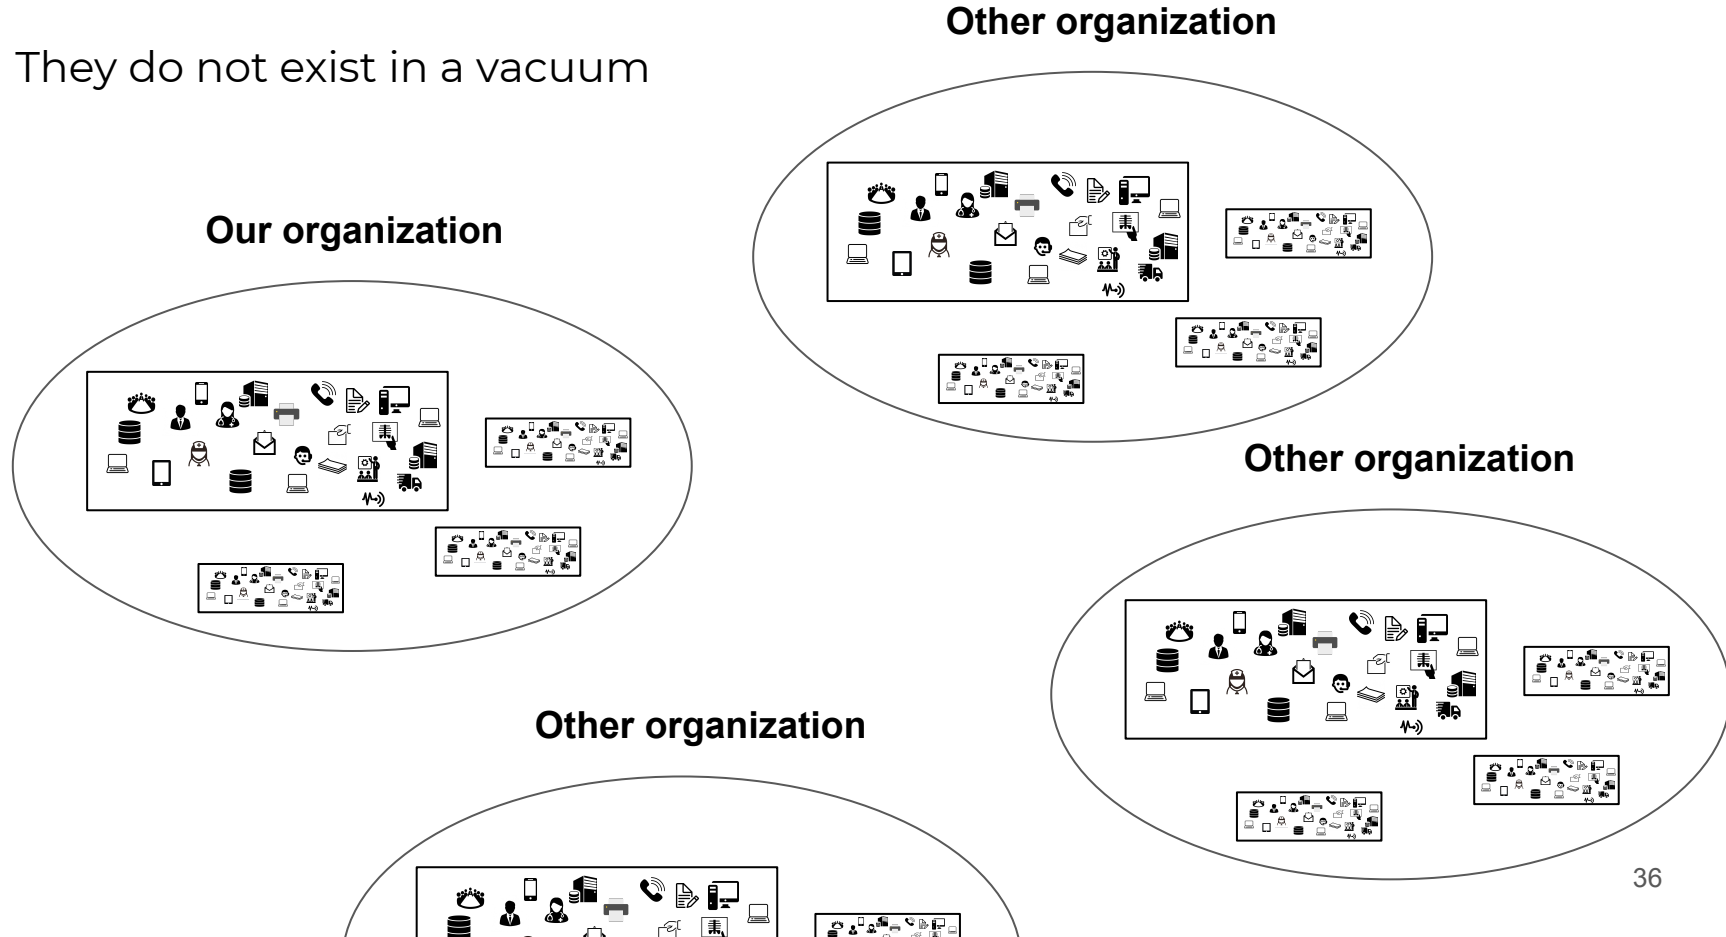 Other organization
They do not exist in a vacuum
Our organization
Other organization
Other organization
36